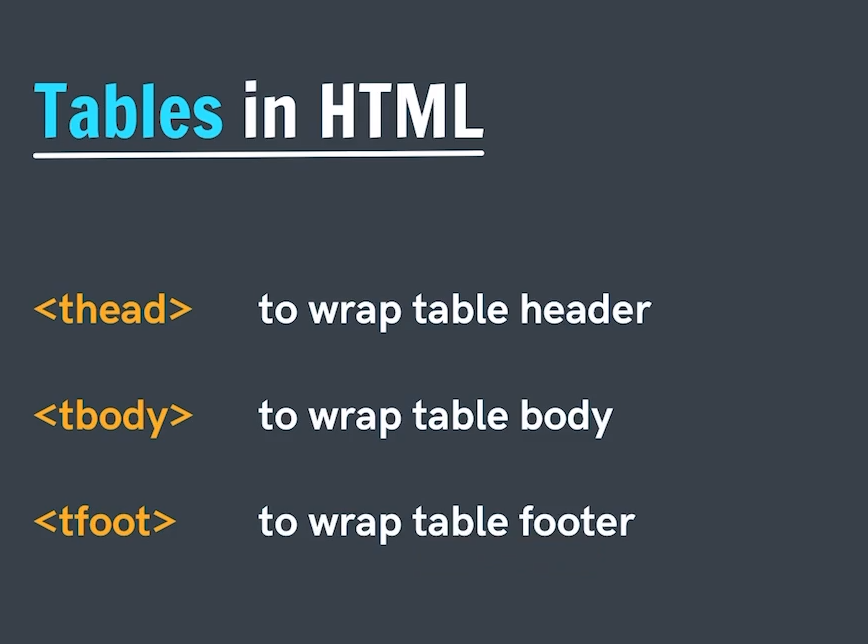 Tables in HTML
<thead> to wrap table header
<tbody> to wrap table body
<tfoot> to wrap table footer